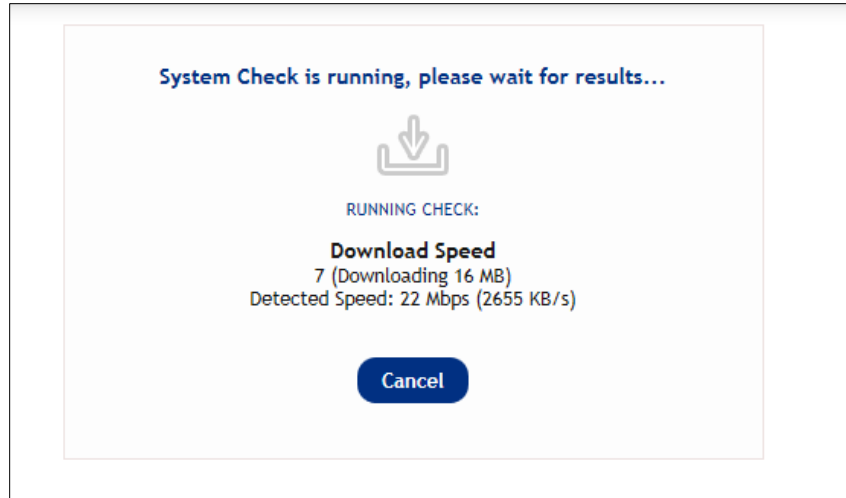 System Check is running, please wait for results...
RUNNING CHECK:
Download Speed
7 (Downloading 16 MB)
Detected Speed: 22 Mbps (2655 KB/s)
Cancel